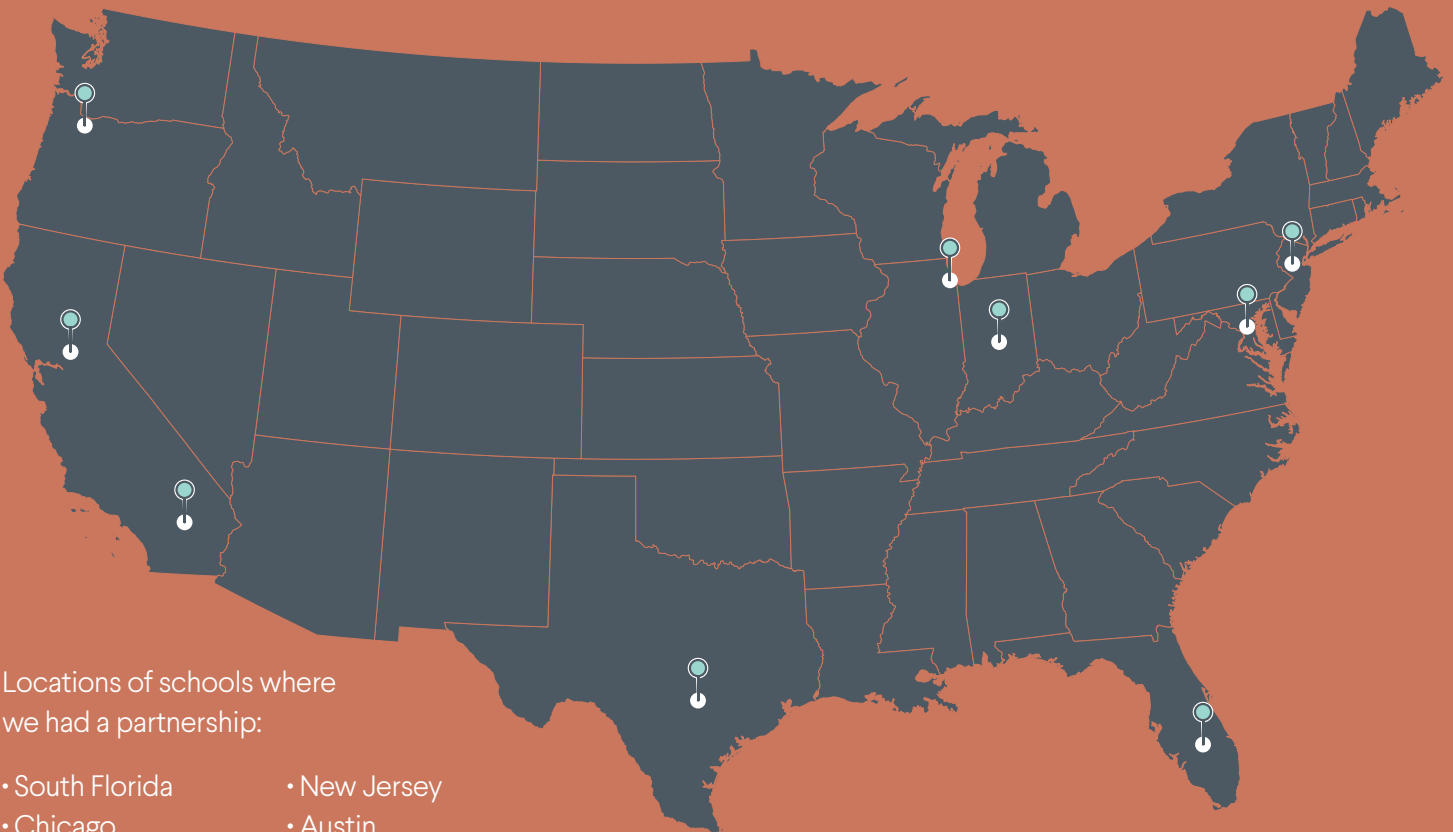 Locations of schools where
we had a partnership:
• South Florida
• New Jersey
• Chicago
• Austin